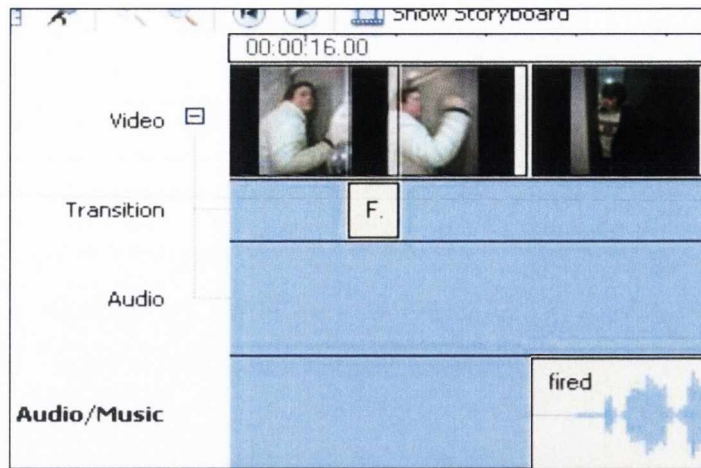 Show Storyboard
00:00:16.00
Video
Transition
F.
Audio
fired
Audio/Music